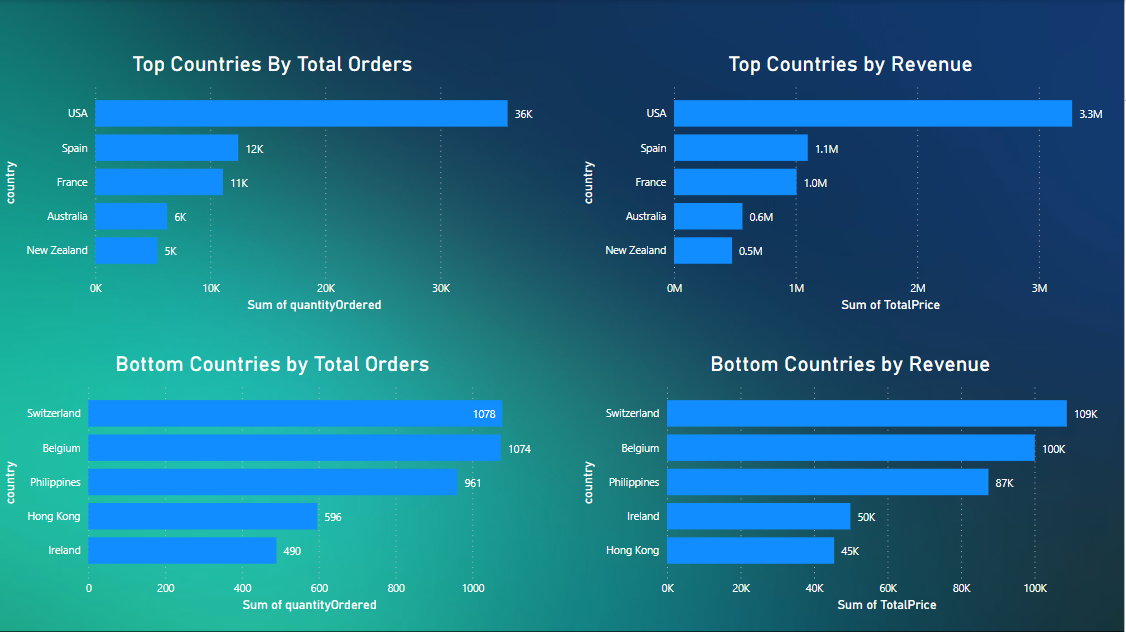 Top Countries By Total Orders
country
USA 36K
Spain 12K
France 11K
Australia 6K
New Zealand 5K
0K 10K 20K 30K
Sum of quantityOrdered
Top Countries by Revenue
country
USA 3.3M
Spain 1.1M
France 1.0M
Australia 0.6M
New Zealand 0.5M
0M 1M 2M 3M
Sum of TotalPrice
Bottom Countries by Total Orders
country
Switzerland 1078
Belgium 1074
Philippines 961
Hong Kong 596
Ireland 490
0 200 400 600 800 1000
Sum of quantityOrdered
Bottom Countries by Revenue
country
Switzerland 109K
Belgium 100K
Philippines 87K
Ireland 50K
Hong Kong 45K
0K 20K 40K 60K 80K 100K
Sum of TotalPrice